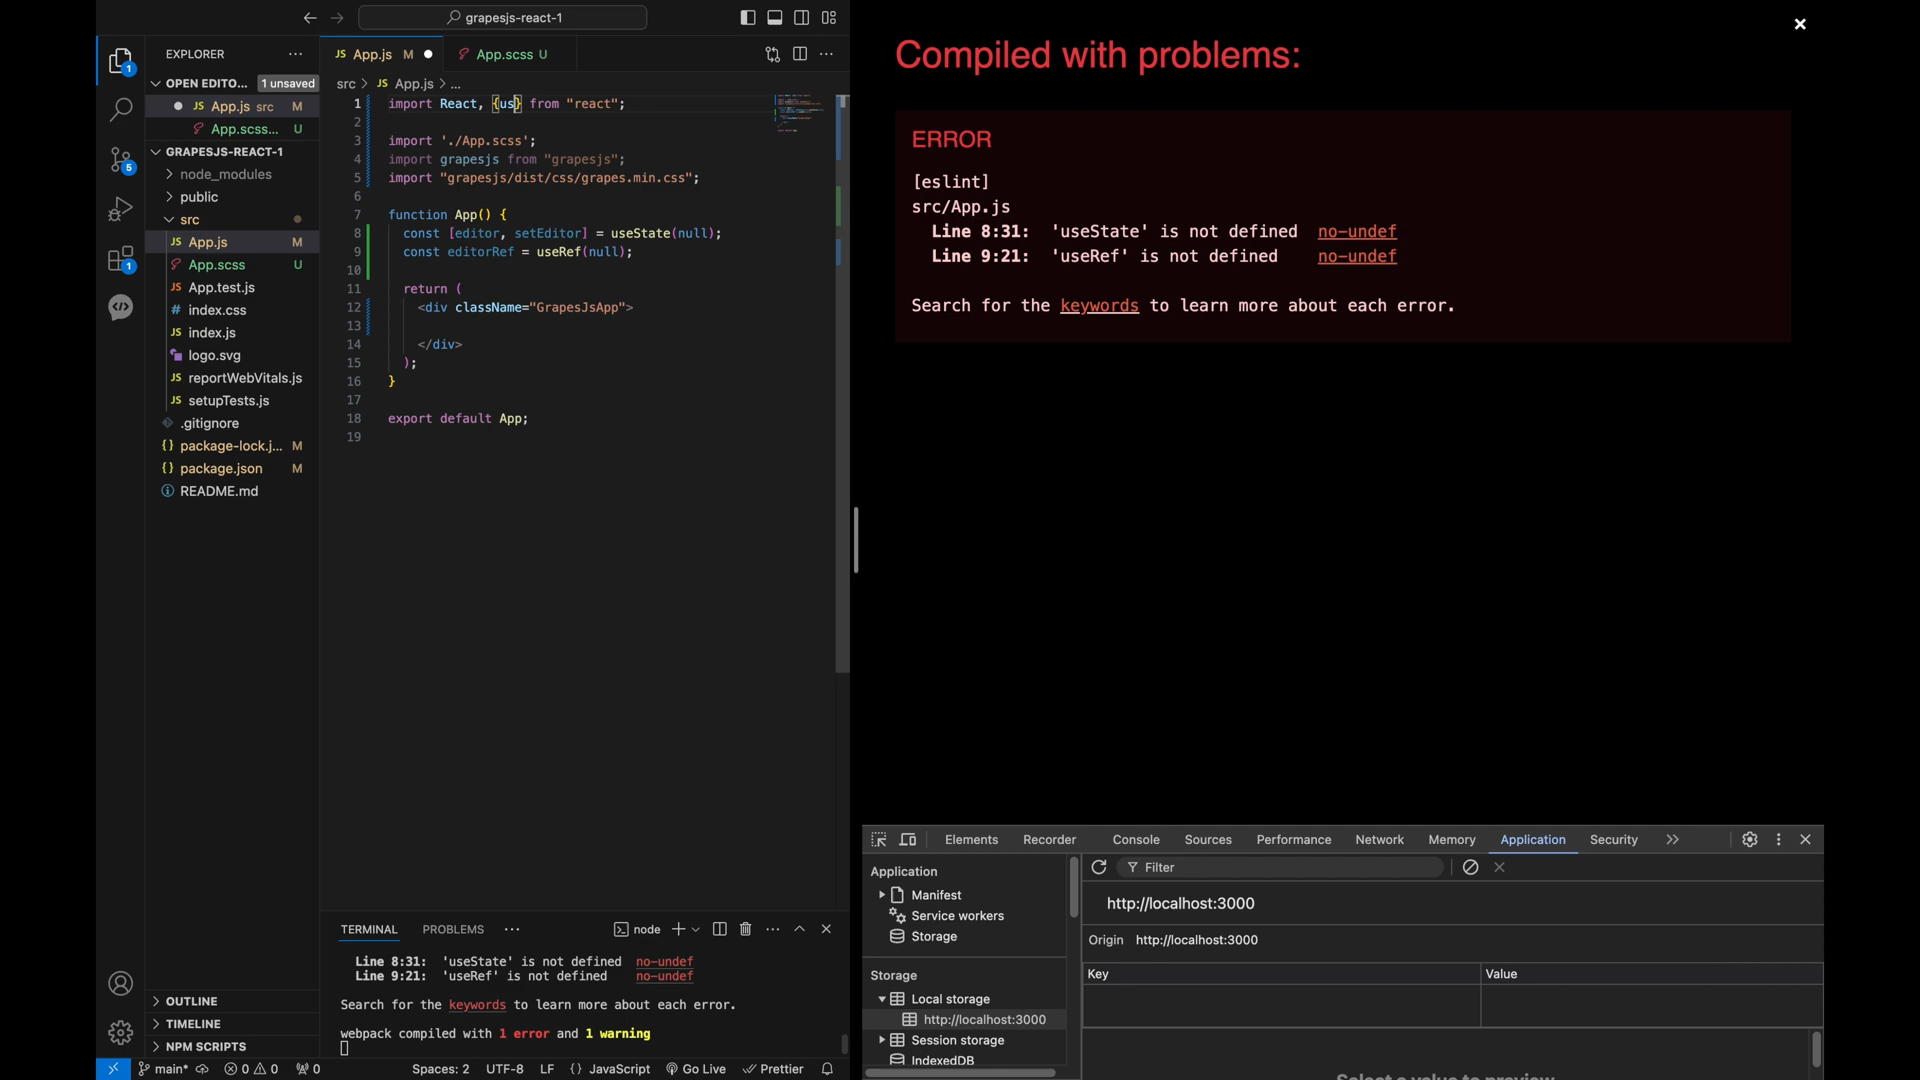 grapesjs-react-1
EXPLORER
OPEN EDITO...
1 unsaved
App.js src M
App.scss... U
GRAPESJS-REACT-1
node_modules
public
src
App.js M
App.scss U
App.test.js
index.css
index.js
logo.svg
reportWebVitals.js
setupTests.js
.gitignore
package-lock.j... M
package.json M
README.md
OUTLINE
TIMELINE
NPM SCRIPTS
1
5
1
App.js M
App.scss U
src > App.js > ...
1 import React, {us} from "react";
2
3 import './App.scss';
4 import grapesjs from "grapesjs";
5 import "grapesjs/dist/css/grapes.min.css";
6
7 function App() {
8 const [editor, setEditor] = useState(null);
9 const editorRef = useRef(null);
10
11 return (
12 <div className="GrapesJsApp">
13
14 </div>
15 );
16 }
17
18 export default App;
19
TERMINAL PROBLEMS ... node
Line 8:31: 'useState' is not defined no-undef
Line 9:21: 'useRef' is not defined no-undef
Search for the keywords to learn more about each error.
webpack compiled with 1 error and 1 warning
main* 0 0 0 Spaces: 2 UTF-8 LF {} JavaScript Go Live Prettier
Compiled with problems:
ERROR
[eslint]
src/App.js
Line 8:31: 'useState' is not defined no-undef
Line 9:21: 'useRef' is not defined no-undef
Search for the keywords to learn more about each error.
Elements Recorder Console Sources Performance Network Memory Application Security
Application
Manifest
Service workers
Storage
Storage
Local storage
http://localhost:3000
Session storage
IndexedDB
Filter
http://localhost:3000
Origin http://localhost:3000
Key Value
Select a value to preview